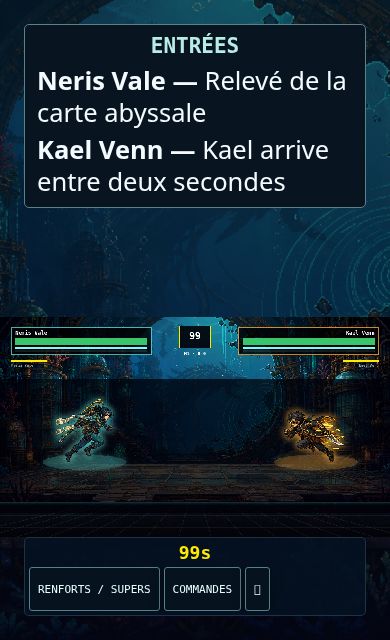 ENTRÉES
Neris Vale — Relevé de la
carte abyssale
Kael Venn — Kael arrive
entre deux secondes
Neris Vale
99
Kael Venn
99s
RENFORTS / SUPERS
COMMANDES